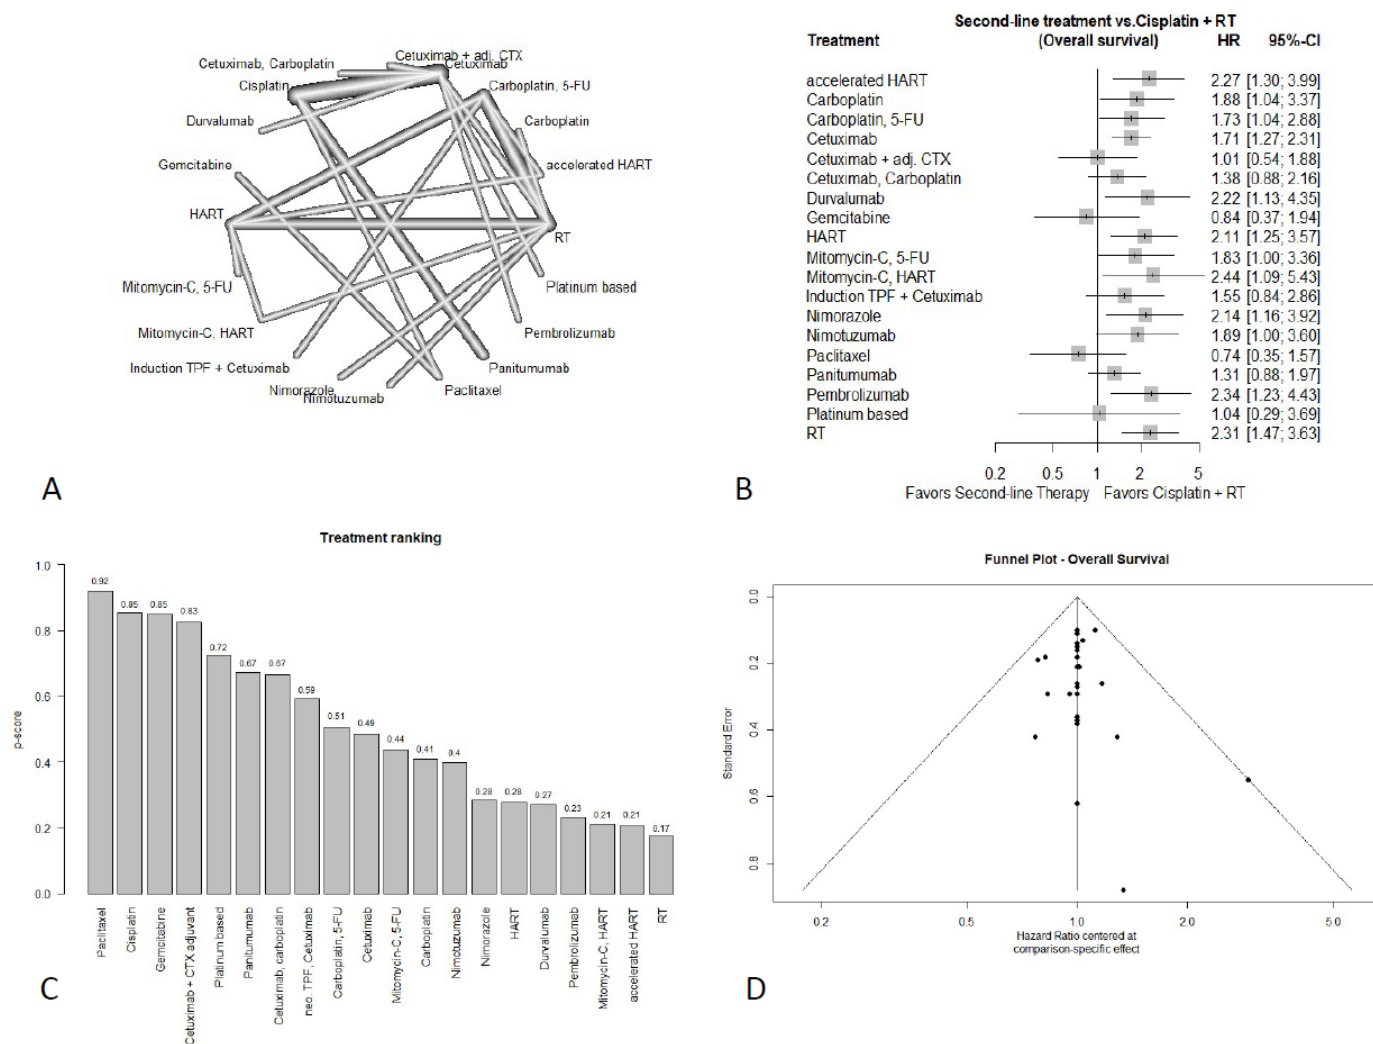 Cetuximab + adj. CTX
Cetuximab, Carboplatin
Cetuximab
Cisplatin
Carboplatin, 5-FU
Durvalumab
Carboplatin
Gemcitabine
accelerated HART
HART
RT
Mitomycin-C, 5-FU
Platinum based
Mitomycin-C, HART
Pembrolizumab
Induction TPF + Cetuximab
Panitumumab
Nimorazole
Nimotuzumab
Paclitaxel
A
Second-line treatment vs.Cisplatin + RT
Treatment (Overall survival) HR 95%-CI
accelerated HART 2.27 [1.30; 3.99]
Carboplatin 1.88 [1.04; 3.37]
Carboplatin, 5-FU 1.73 [1.04; 2.88]
Cetuximab 1.71 [1.27; 2.31]
Cetuximab + adj. CTX 1.01 [0.54; 1.88]
Cetuximab, Carboplatin 1.38 [0.88; 2.16]
Durvalumab 2.22 [1.13; 4.35]
Gemcitabine 0.84 [0.37; 1.94]
HART 2.11 [1.25; 3.57]
Mitomycin-C, 5-FU 1.83 [1.00; 3.36]
Mitomycin-C, HART 2.44 [1.09; 5.43]
Induction TPF + Cetuximab 1.55 [0.84; 2.86]
Nimorazole 2.14 [1.16; 3.92]
Nimotuzumab 1.89 [1.00; 3.60]
Paclitaxel 0.74 [0.35; 1.57]
Panitumumab 1.31 [0.88; 1.97]
Pembrolizumab 2.34 [1.23; 4.43]
Platinum based 1.04 [0.29; 3.69]
RT 2.31 [1.47; 3.63]
0.2 0.5 1 2 5
Favors Second-line Therapy Favors Cisplatin + RT
B
Treatment ranking
p-score
1.0
0.8
0.6
0.4
0.2
0.0
0.92 0.85 0.85 0.83 0.72 0.67 0.67 0.59 0.51 0.49 0.44 0.41 0.4 0.28 0.28 0.27 0.23 0.21 0.21 0.17
Paclitaxel
Cisplatin
Gemcitabine
Cetuximab + CTX adjuvant
Platinum based
Panitumumab
Cetuximab, carboplatin
neo. TPF, Cetuximab
Carboplatin, 5-FU
Cetuximab
Mitomycin-C, 5-FU
Carboplatin
Nimotuzumab
Nimorazole
HART
Durvalumab
Pembrolizumab
Mitomycin-C, HART
accelerated HART
RT
C
Funnel Plot - Overall Survival
Standard Error
0.0
0.2
0.4
0.6
0.8
0.2 0.5 1.0 2.0 5.0
Hazard Ratio centered at
comparison-specific effect
D